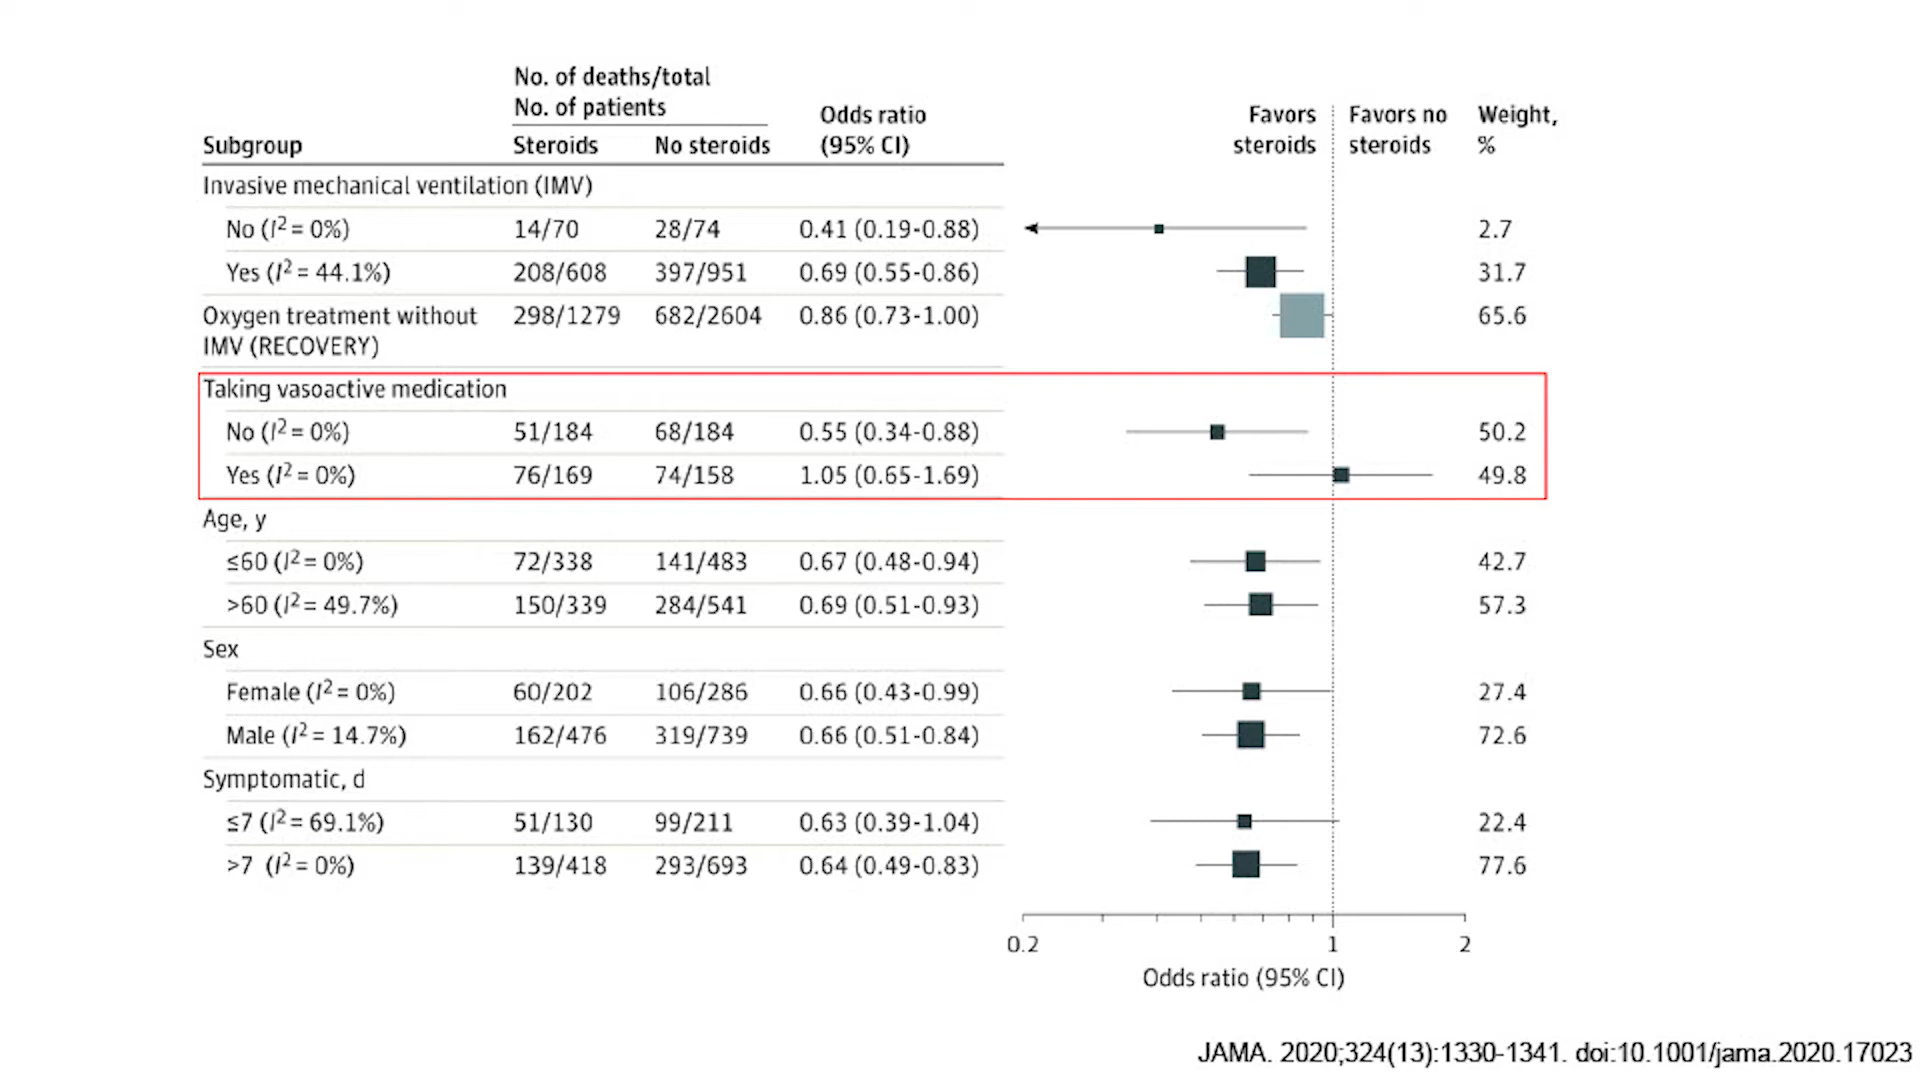 No. of deaths/total
No. of patients
Odds ratio
(95% CI)
Favors
steroids
Favors no
steroids
Weight,
%
Subgroup
Steroids
No steroids
Invasive mechanical ventilation (IMV)
No (I² = 0%) 14/70 28/74 0.41 (0.19-0.88) 2.7
Yes (I² = 44.1%) 208/608 397/951 0.69 (0.55-0.86) 31.7
Oxygen treatment without 298/1279 682/2604 0.86 (0.73-1.00) 65.6
IMV (RECOVERY)
Taking vasoactive medication
No (I² = 0%) 51/184 68/184 0.55 (0.34-0.88) 50.2
Yes (I² = 0%) 76/169 74/158 1.05 (0.65-1.69) 49.8
Age, y
≤60 (I² = 0%) 72/338 141/483 0.67 (0.48-0.94) 42.7
>60 (I² = 49.7%) 150/339 284/541 0.69 (0.51-0.93) 57.3
Sex
Female (I² = 0%) 60/202 106/286 0.66 (0.43-0.99) 27.4
Male (I² = 14.7%) 162/476 319/739 0.66 (0.51-0.84) 72.6
Symptomatic, d
≤7 (I² = 69.1%) 51/130 99/211 0.63 (0.39-1.04) 22.4
>7 (I² = 0%) 139/418 293/693 0.64 (0.49-0.83) 77.6
0.2 1 2
Odds ratio (95% CI)
JAMA. 2020;324(13):1330-1341. doi:10.1001/jama.2020.17023